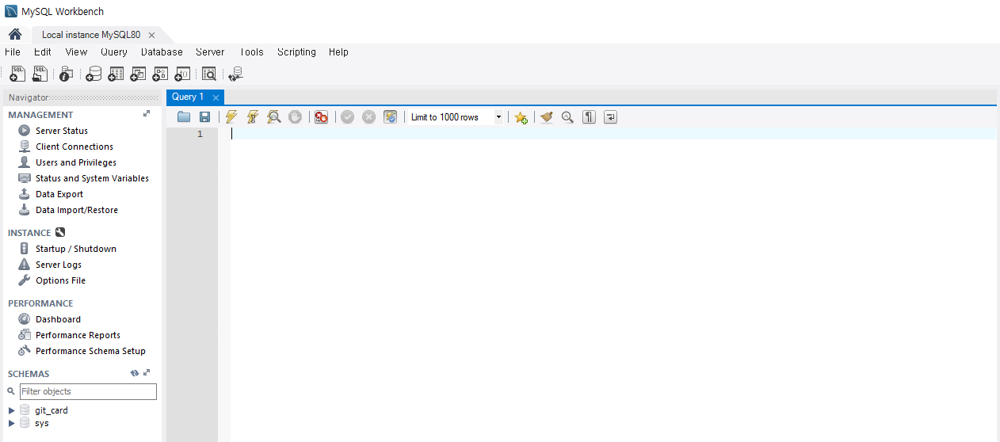 MySQL Workbench
Local instance MySQL80
File Edit View Query Database Server Tools Scripting Help
Navigator
Query 1
MANAGEMENT
Server Status
Client Connections
Users and Privileges
Status and System Variables
Data Export
Data Import/Restore
INSTANCE
Startup / Shutdown
Server Logs
Options File
PERFORMANCE
Dashboard
Performance Reports
Performance Schema Setup
SCHEMAS
Filter objects
git_card
sys
Limit to 1000 rows
1